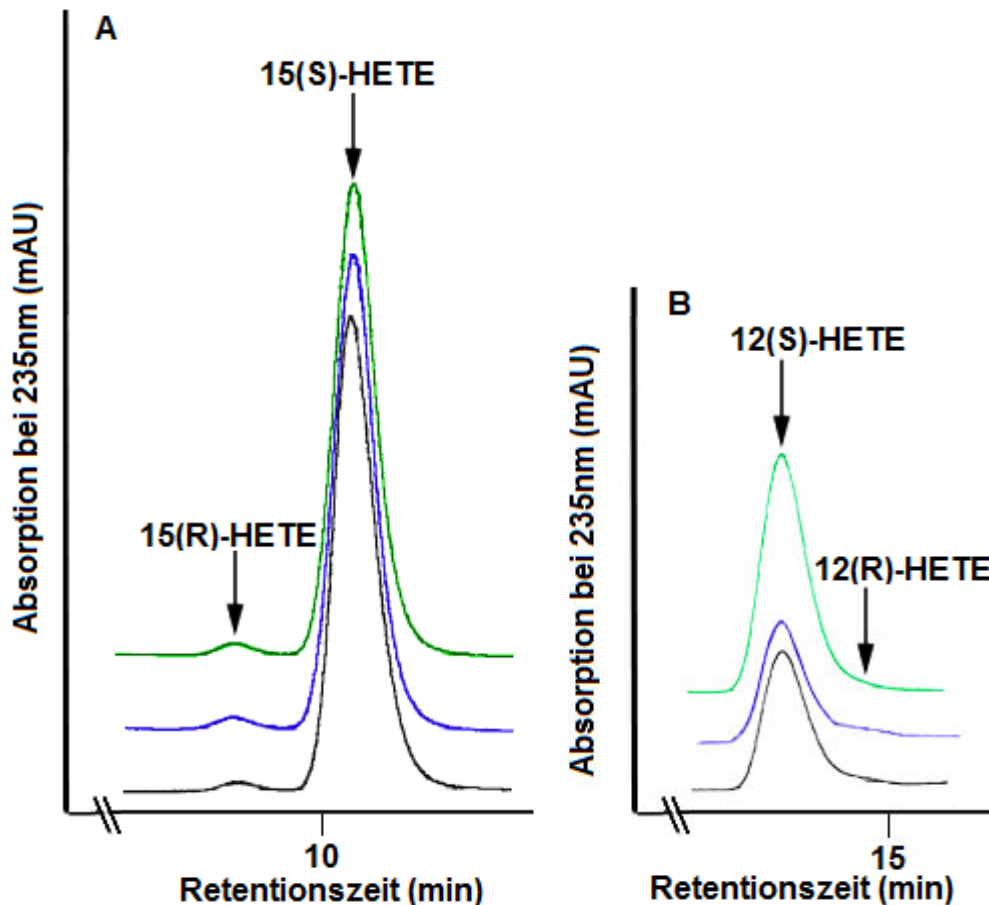 A
15(S)-HETE
15(R)-HETE
Absorption bei 235nm (mAU)
10
Retentionszeit (min)
B
12(S)-HETE
12(R)-HETE
Absorption bei 235nm (mAU)
15
Retentionszeit (min)